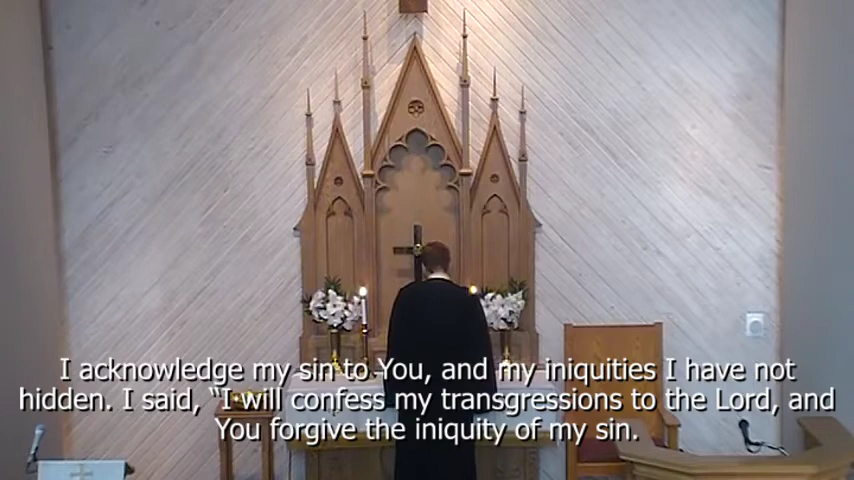 I acknowledge my sin to You, and my iniquities I have not
hidden. I said, “I will confess my transgressions to the Lord, and
You forgive the iniquity of my sin.